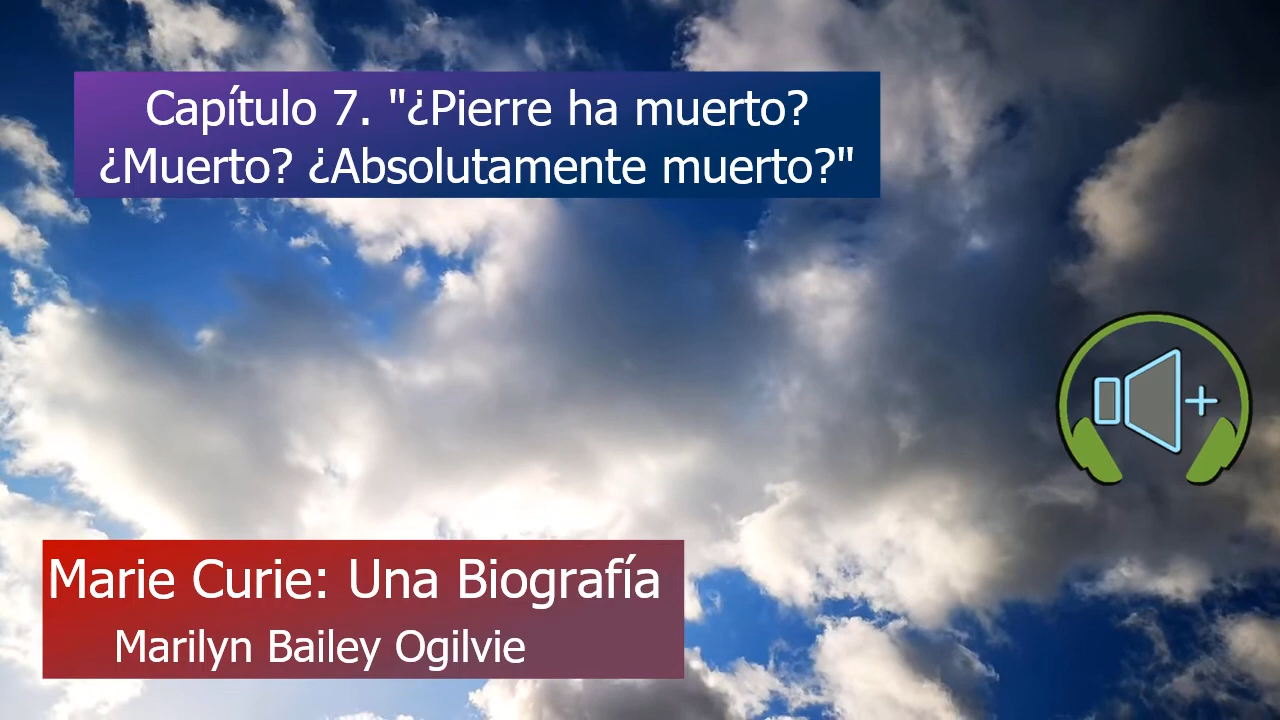 Capítulo 7. "¿Pierre ha muerto?
¿Muerto? ¿Absolutamente muerto?"
Marie Curie: Una Biografía
Marilyn Bailey Ogilvie